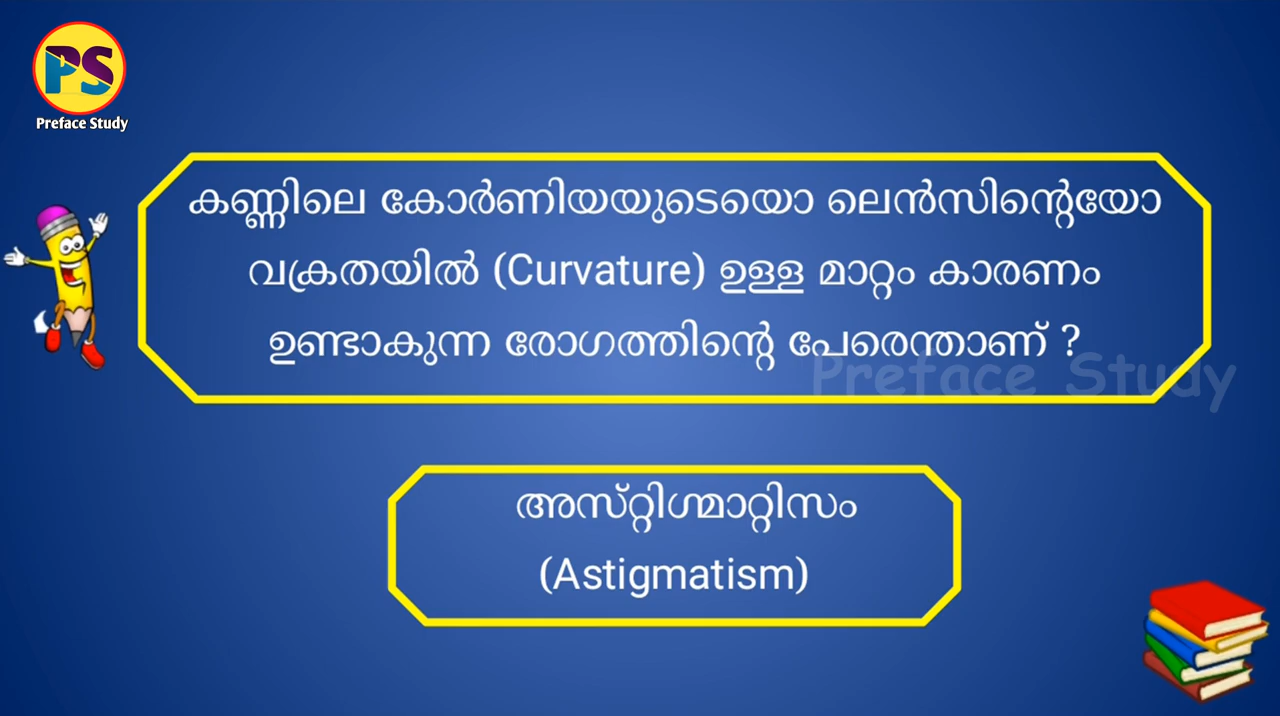 PS
Preface Study
കണ്ണിലെ കോർണിയയുടെയൊ ലെൻസിന്റെയോ
വക്രതയിൽ (Curvature) ഉള്ള മാറ്റം കാരണം
ഉണ്ടാകുന്ന രോഗത്തിന്റെ പേരെന്താണ് ?
Preface Study
അസ്റ്റിഗ്മാറ്റിസം
(Astigmatism)